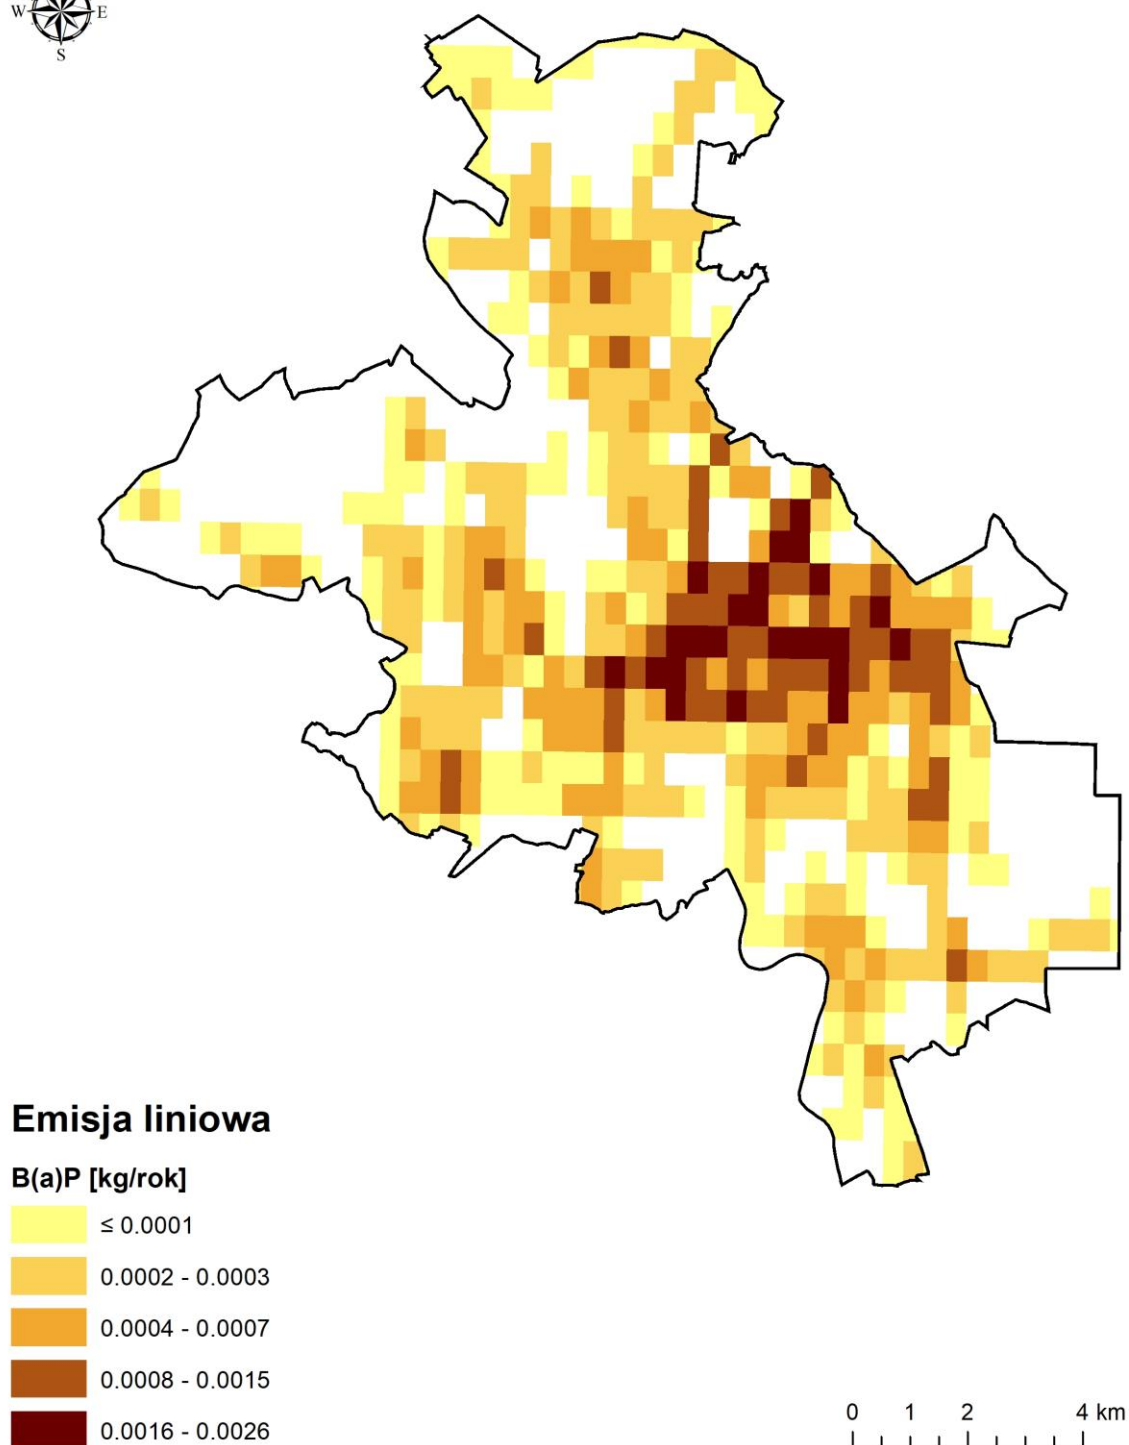 W E
S
Emisja liniowa
B(a)P [kg/rok]
≤ 0.0001
0.0002 - 0.0003
0.0004 - 0.0007
0.0008 - 0.0015
0.0016 - 0.0026
0 1 2 4 km